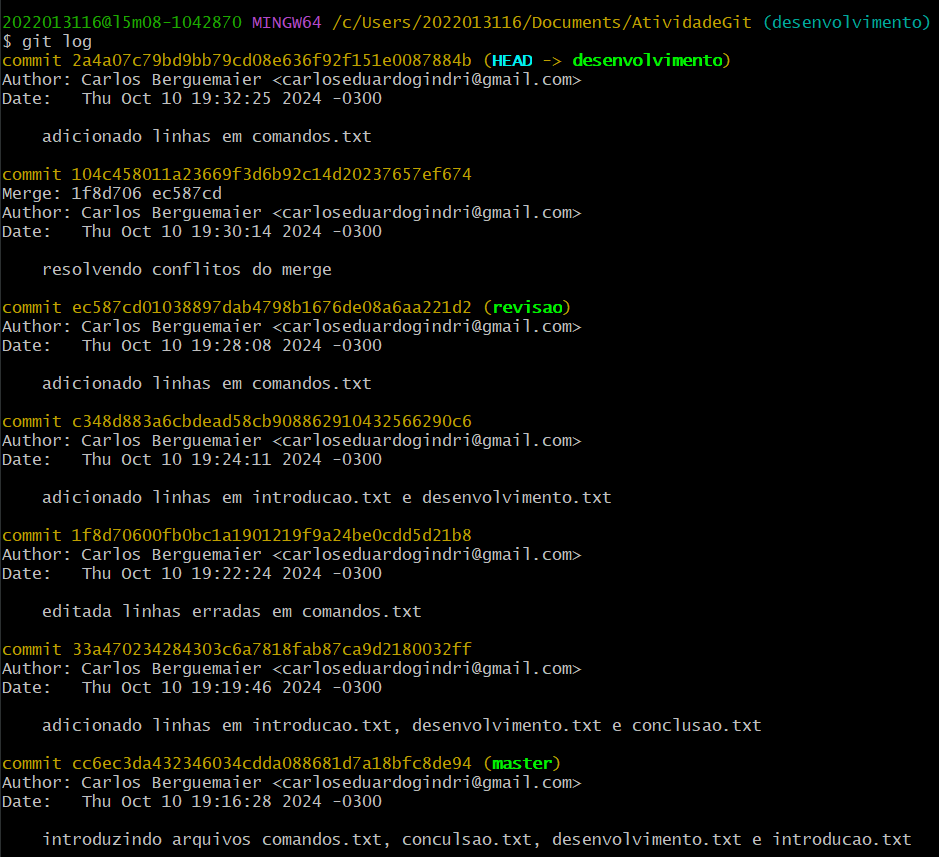 2022013116@l5m08-1042870 MINGW64 /c/Users/2022013116/Documents/AtividadeGit (desenvolvimento)
$ git log
commit 2a4a07c79bd9bb79cd08e636f92f151e0087884b (HEAD -> desenvolvimento)
Author: Carlos Berguemaier <carloseduardogindri@gmail.com>
Date:   Thu Oct 10 19:32:25 2024 -0300
adicionado linhas em comandos.txt
commit 104c458011a23669f3d6b92c14d20237657ef674
Merge: 1f8d706 ec587cd
Author: Carlos Berguemaier <carloseduardogindri@gmail.com>
Date:   Thu Oct 10 19:30:14 2024 -0300
resolvendo conflitos do merge
commit ec587cd01038897dab4798b1676de08a6aa221d2 (revisao)
Author: Carlos Berguemaier <carloseduardogindri@gmail.com>
Date:   Thu Oct 10 19:28:08 2024 -0300
adicionado linhas em comandos.txt
commit c348d883a6cbdead58cb908862910432566290c6
Author: Carlos Berguemaier <carloseduardogindri@gmail.com>
Date:   Thu Oct 10 19:24:11 2024 -0300
adicionado linhas em introducao.txt e desenvolvimento.txt
commit 1f8d70600fb0bc1a1901219f9a24be0cdd5d21b8
Author: Carlos Berguemaier <carloseduardogindri@gmail.com>
Date:   Thu Oct 10 19:22:24 2024 -0300
editada linhas erradas em comandos.txt
commit 33a470234284303c6a7818fab87ca9d2180032ff
Author: Carlos Berguemaier <carloseduardogindri@gmail.com>
Date:   Thu Oct 10 19:19:46 2024 -0300
adicionado linhas em introducao.txt, desenvolvimento.txt e conclusao.txt
commit cc6ec3da432346034cdda088681d7a18bfc8de94 (master)
Author: Carlos Berguemaier <carloseduardogindri@gmail.com>
Date:   Thu Oct 10 19:16:28 2024 -0300
introduzindo arquivos comandos.txt, conculsao.txt, desenvolvimento.txt e introducao.txt